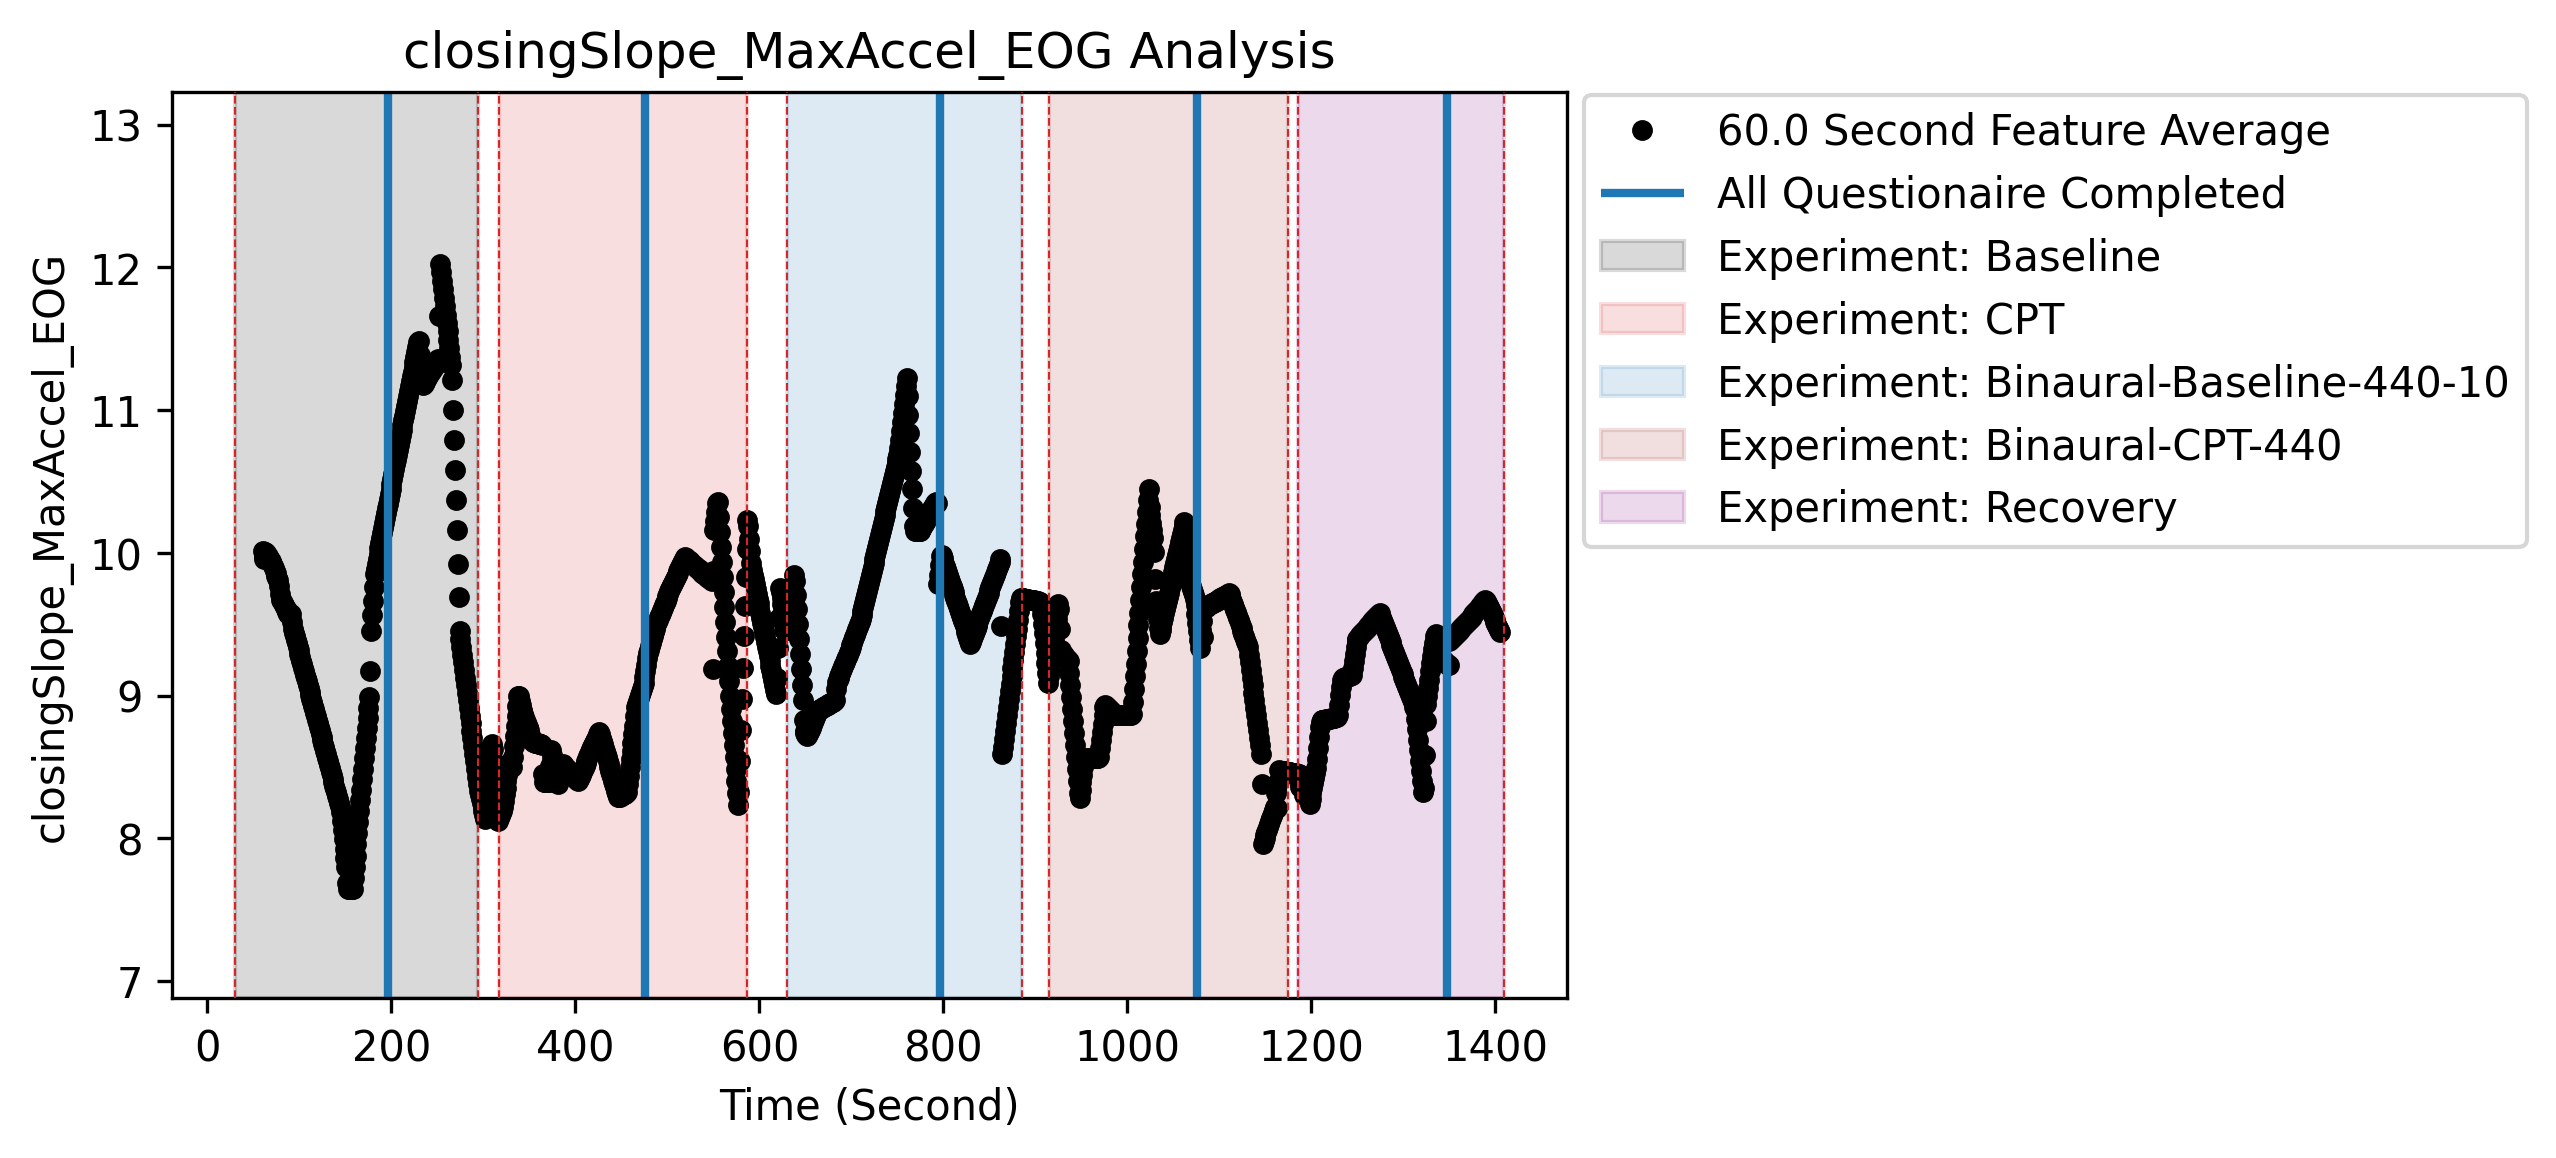 closingSlope_MaxAccel_EOG Analysis
closingSlope_MaxAccel_EOG
13
12
11
10
9
8
7
0 200 400 600 800 1000 1200 1400
Time (Second)
60.0 Second Feature Average
All Questionaire Completed
Experiment: Baseline
Experiment: CPT
Experiment: Binaural-Baseline-440-10
Experiment: Binaural-CPT-440
Experiment: Recovery